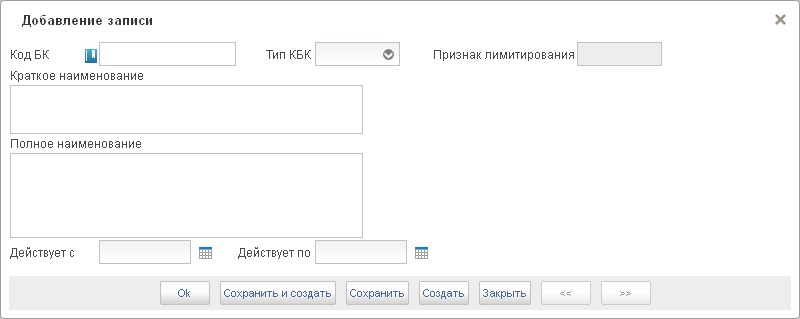 Добавление записи
Код БК Тип КБК Признак лимитирования
Краткое наименование
Полное наименование
Действует с Действует по
Ok Сохранить и создать Сохранить Создать Закрыть << >>